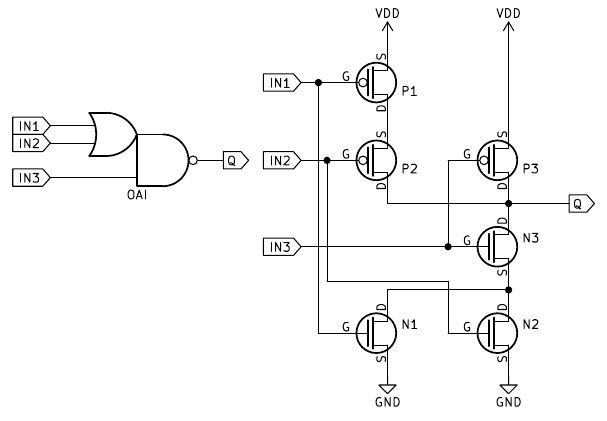 VDD VDD
S
IN1 G P1
D
IN1
IN2
IN3
OAI
Q
S S
IN2 G P2 G P3
D D
Q
D
IN3 G N3
S
D D
G N1 G N2
S S
GND GND